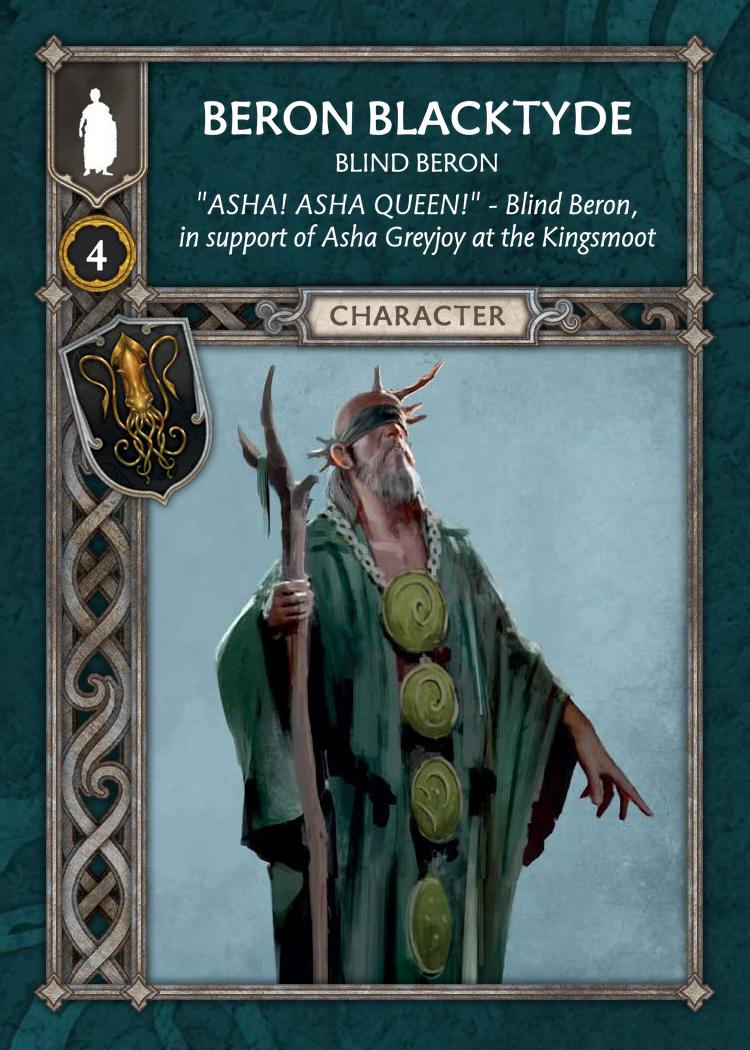 BERON BLACKTYDE
BLIND BERON
"ASHA! ASHA QUEEN!" - Blind Beron,
in support of Asha Greyjoy at the Kingsmoot
4
CHARACTER